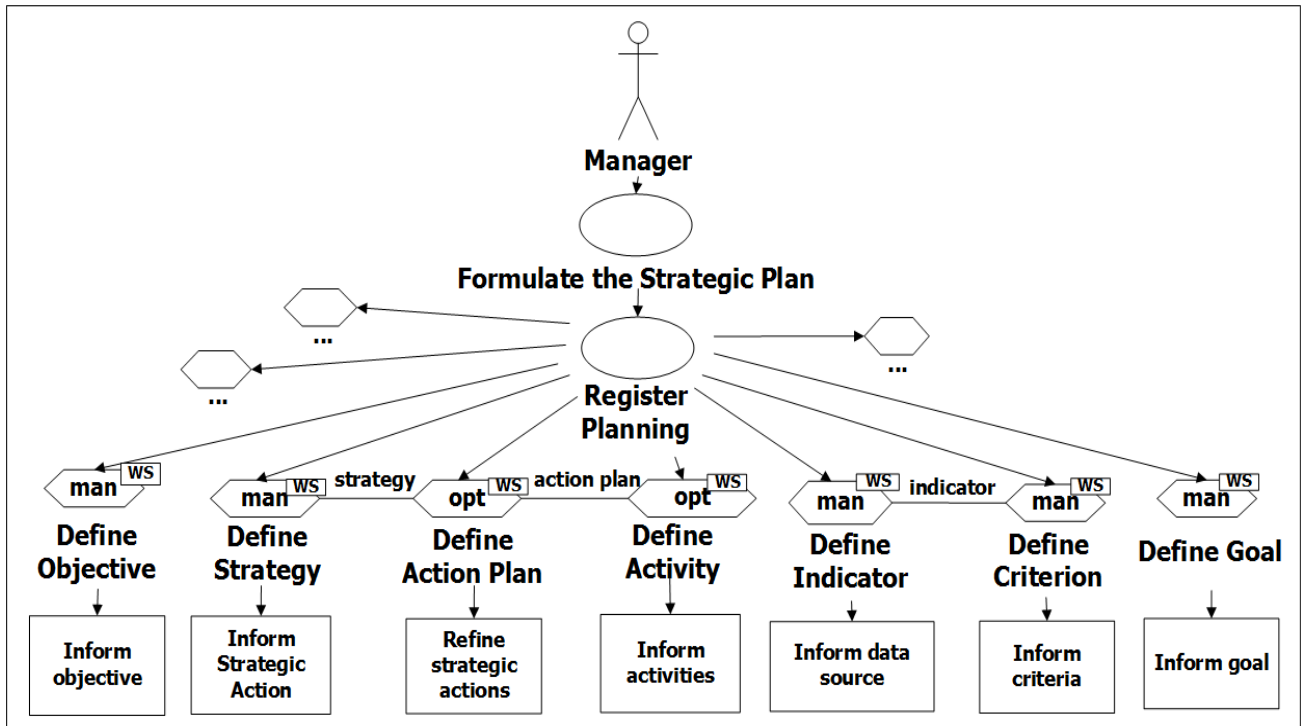 Manager
Formulate the Strategic Plan
...
...
...
Register
Planning
man WS
strategy
man WS
opt WS
action plan
opt WS
man WS
indicator
man WS
man WS
Define
Objective
Define
Strategy
Define
Action Plan
Define
Activity
Define
Indicator
Define
Criterion
Define Goal
Inform
objective
Inform
Strategic
Action
Refine
strategic
actions
Inform
activities
Inform data
source
Inform
criteria
Inform goal